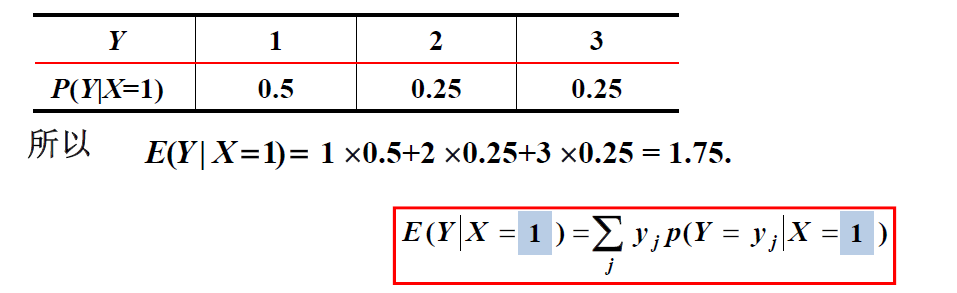 Y 1 2 3
P(Y|X=1) 0.5 0.25 0.25
所以 E(Y|X=1)= 1 ×0.5+2 ×0.25+3 ×0.25 = 1.75.
E(Y|X = 1) = ∑_j y_j p(Y = y_j|X = 1)